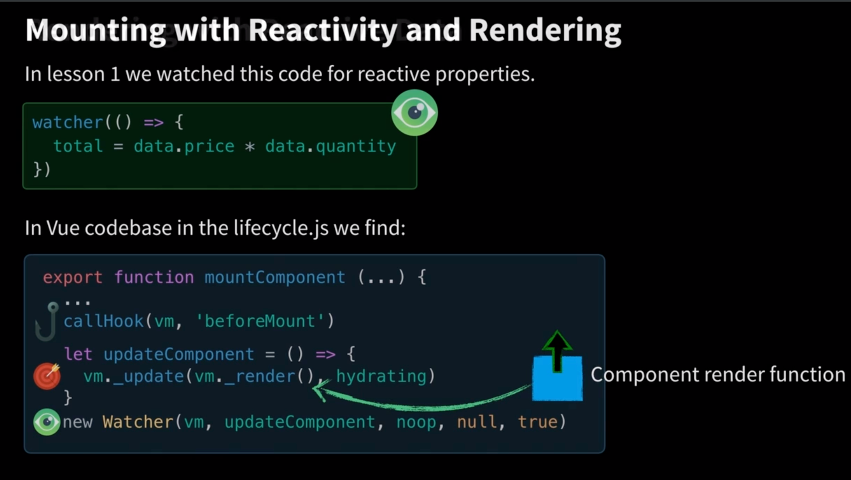 Mounting with Reactivity and Rendering
In lesson 1 we watched this code for reactive properties.
watcher(() => {
total = data.price * data.quantity
})
In Vue codebase in the lifecycle.js we find:
export function mountComponent (...) {
...
callHook(vm, 'beforeMount')
let updateComponent = () => {
vm._update(vm._render(), hydrating)
}
new Watcher(vm, updateComponent, noop, null, true)
Component render function